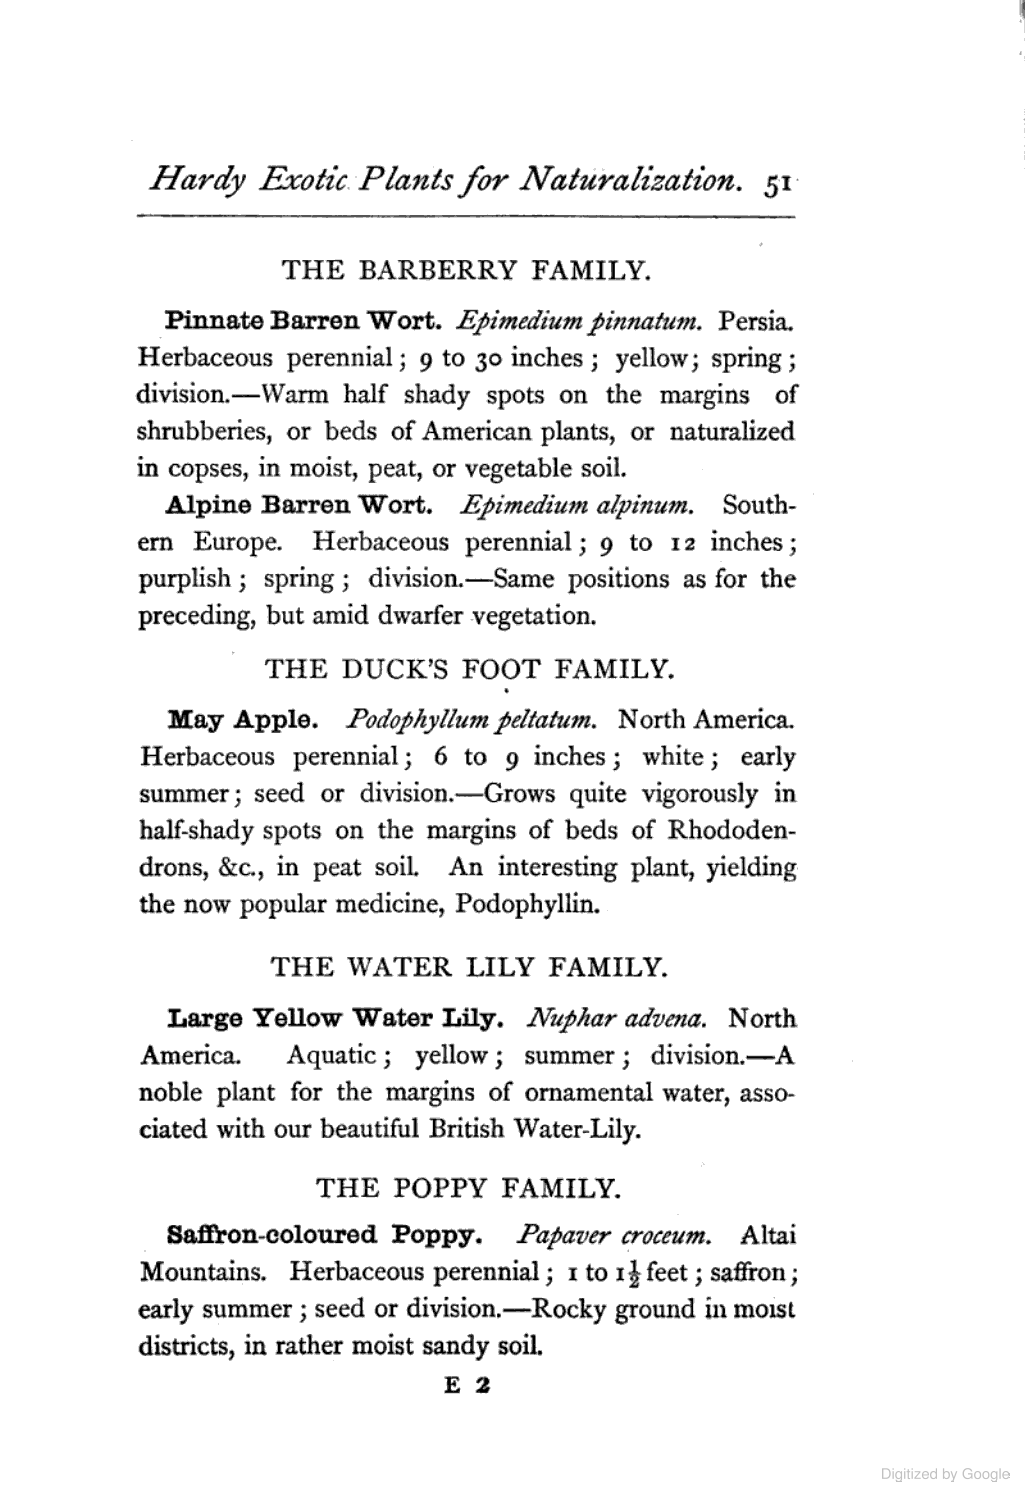 Hardy Exotic Plants for Naturalization. 51
THE BARBERRY FAMILY.
Pinnate Barren Wort. Epimedium pinnatum. Persia.
Herbaceous perennial ; 9 to 30 inches ; yellow; spring ;
division.—Warm half shady spots on the margins of
shrubberies, or beds of American plants, or naturalized
in copses, in moist, peat, or vegetable soil.
Alpine Barren Wort. Epimedium alpinum. South-
ern Europe. Herbaceous perennial ; 9 to 12 inches ;
purplish ; spring ; division.—Same positions as for the
preceding, but amid dwarfer vegetation.
THE DUCK'S FOOT FAMILY.
May Apple. Podophyllum peltatum. North America.
Herbaceous perennial ; 6 to 9 inches ; white ; early
summer ; seed or division.—Grows quite vigorously in
half-shady spots on the margins of beds of Rhododen-
drons, &c., in peat soil. An interesting plant, yielding
the now popular medicine, Podophyllin.
THE WATER LILY FAMILY.
Large Yellow Water Lily. Nuphar advena. North
America. Aquatic ; yellow ; summer ; division.—A
noble plant for the margins of ornamental water, asso-
ciated with our beautiful British Water-Lily.
THE POPPY FAMILY.
Saffron-coloured Poppy. Papaver croceum. Altai
Mountains. Herbaceous perennial ; 1 to 1½ feet ; saffron ;
early summer ; seed or division.—Rocky ground in moist
districts, in rather moist sandy soil.
E 2
Digitized by Google